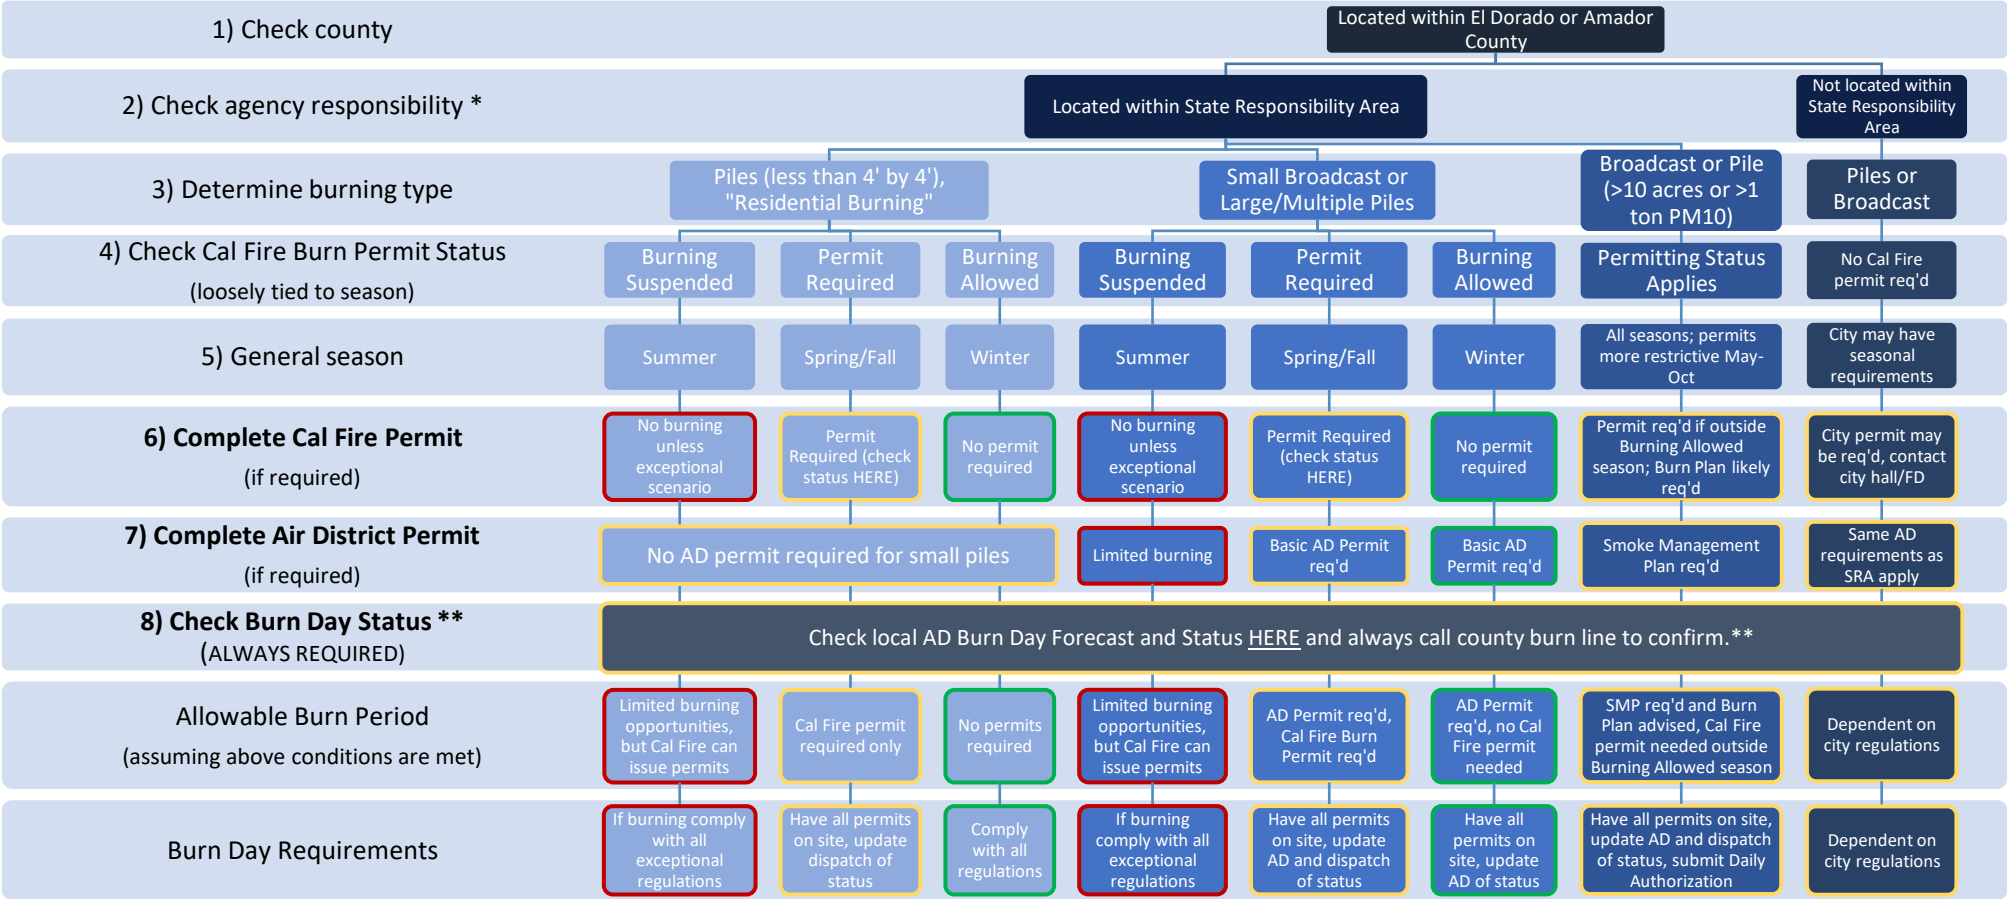 1) Check county
Located within El Dorado or Amador
County
2) Check agency responsibility *
Located within State Responsibility Area
Not located within
State Responsibility
Area
3) Determine burning type
Piles (less than 4' by 4'),
"Residential Burning"
Small Broadcast or
Large/Multiple Piles
Broadcast or Pile
(>10 acres or >1
ton PM10)
Piles or
Broadcast
4) Check Cal Fire Burn Permit Status
(loosely tied to season)
Burning
Suspended
Permit
Required
Burning
Allowed
Burning
Suspended
Permit
Required
Burning
Allowed
Permitting Status
Applies
No Cal Fire
permit req'd
5) General season
Summer
Spring/Fall
Winter
Summer
Spring/Fall
Winter
All seasons; permits
more restrictive May-
Oct
City may have
seasonal
requirements
6) Complete Cal Fire Permit
(if required)
No burning
unless
exceptional
scenario
Permit
Required (check
status HERE)
No permit
required
No burning
unless
exceptional
scenario
Permit Required
(check status
HERE)
No permit
required
Permit req'd if outside
Burning Allowed
season; Burn Plan likely
req'd
City permit may
be req'd, contact
city hall/FD
7) Complete Air District Permit
(if required)
No AD permit required for small piles
Limited burning
Basic AD Permit
req'd
Basic AD
Permit req'd
Smoke Management
Plan req'd
Same AD
requirements as
SRA apply
8) Check Burn Day Status **
(ALWAYS REQUIRED)
Check local AD Burn Day Forecast and Status HERE and always call county burn line to confirm.**
Allowable Burn Period
(assuming above conditions are met)
Limited burning
opportunities,
but Cal Fire can
issue permits
Cal Fire permit
required only
No permits
required
Limited burning
opportunities,
but Cal Fire can
issue permits
AD Permit req'd,
Cal Fire Burn
Permit req'd
AD Permit
req'd, no Cal
Fire permit
needed
SMP req'd and Burn
Plan advised, Cal Fire
permit needed outside
Burning Allowed season
Dependent on
city regulations
Burn Day Requirements
If burning comply
with all
exceptional
regulations
Have all permits
on site, update
dispatch of
status
Comply
with all
regulations
If burning
comply with all
exceptional
regulations
Have all permits
on site, update
AD and dispatch
of status
Have all
permits on
site, update
AD of status
Have all permits on site,
update AD and dispatch
of status, submit Daily
Authorization
Dependent on
city regulations